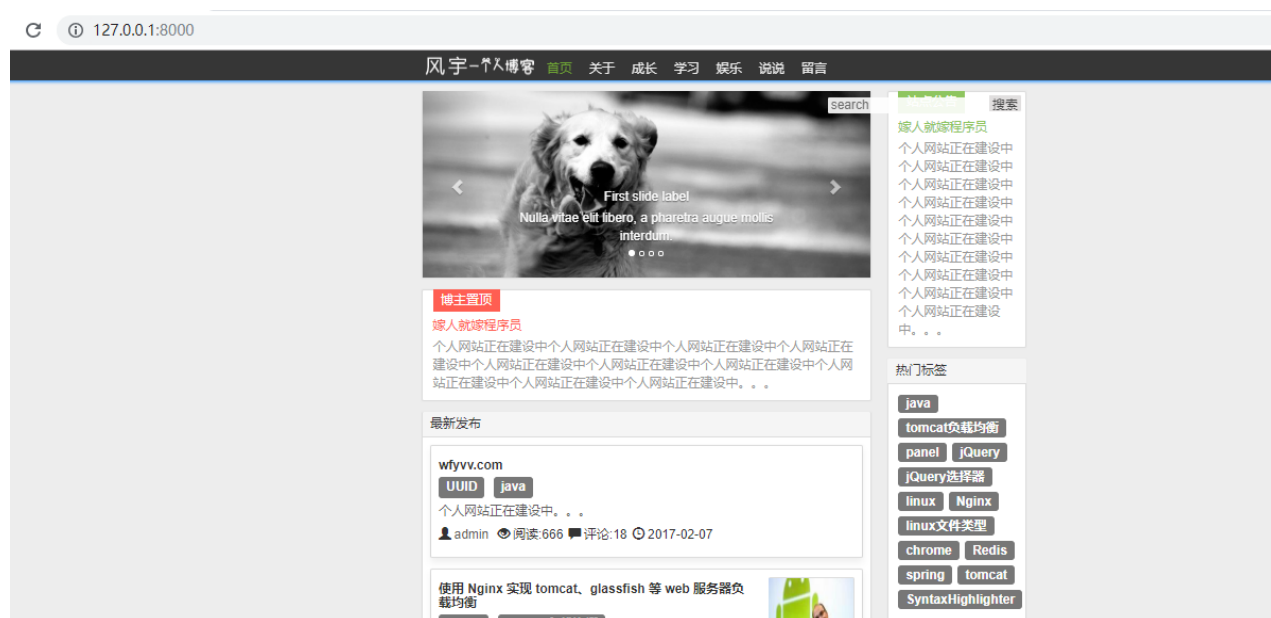 127.0.0.1:8000
风宇-个人博客 首页 关于 成长 学习 娱乐 说说 留言
search 搜索
First slide label
Nulla vitae elit libero, a pharetra augue mollis
interdum.
博主置顶
嫁人就嫁程序员
个人网站正在建设中个人网站正在建设中个人网站正在建设中个人网站正在
建设中个人网站正在建设中个人网站正在建设中个人网站正在建设中个人网
站正在建设中个人网站正在建设中个人网站正在建设中。。。
最新发布
wfyvv.com
UUID java
个人网站正在建设中。。。
admin 阅读:666 评论:18 2017-02-07
使用 Nginx 实现 tomcat、glassfish 等 web 服务器负
载均衡
嫁人就嫁程序员
个人网站正在建设中
个人网站正在建设中
个人网站正在建设中
个人网站正在建设中
个人网站正在建设中
个人网站正在建设中
个人网站正在建设中
个人网站正在建设中
个人网站正在建设中
个人网站正在建设
中。。。
热门标签
java
tomcat负载均衡
panel jQuery
jQuery选择器
linux Nginx
linux文件类型
chrome Redis
spring tomcat
SyntaxHighlighter